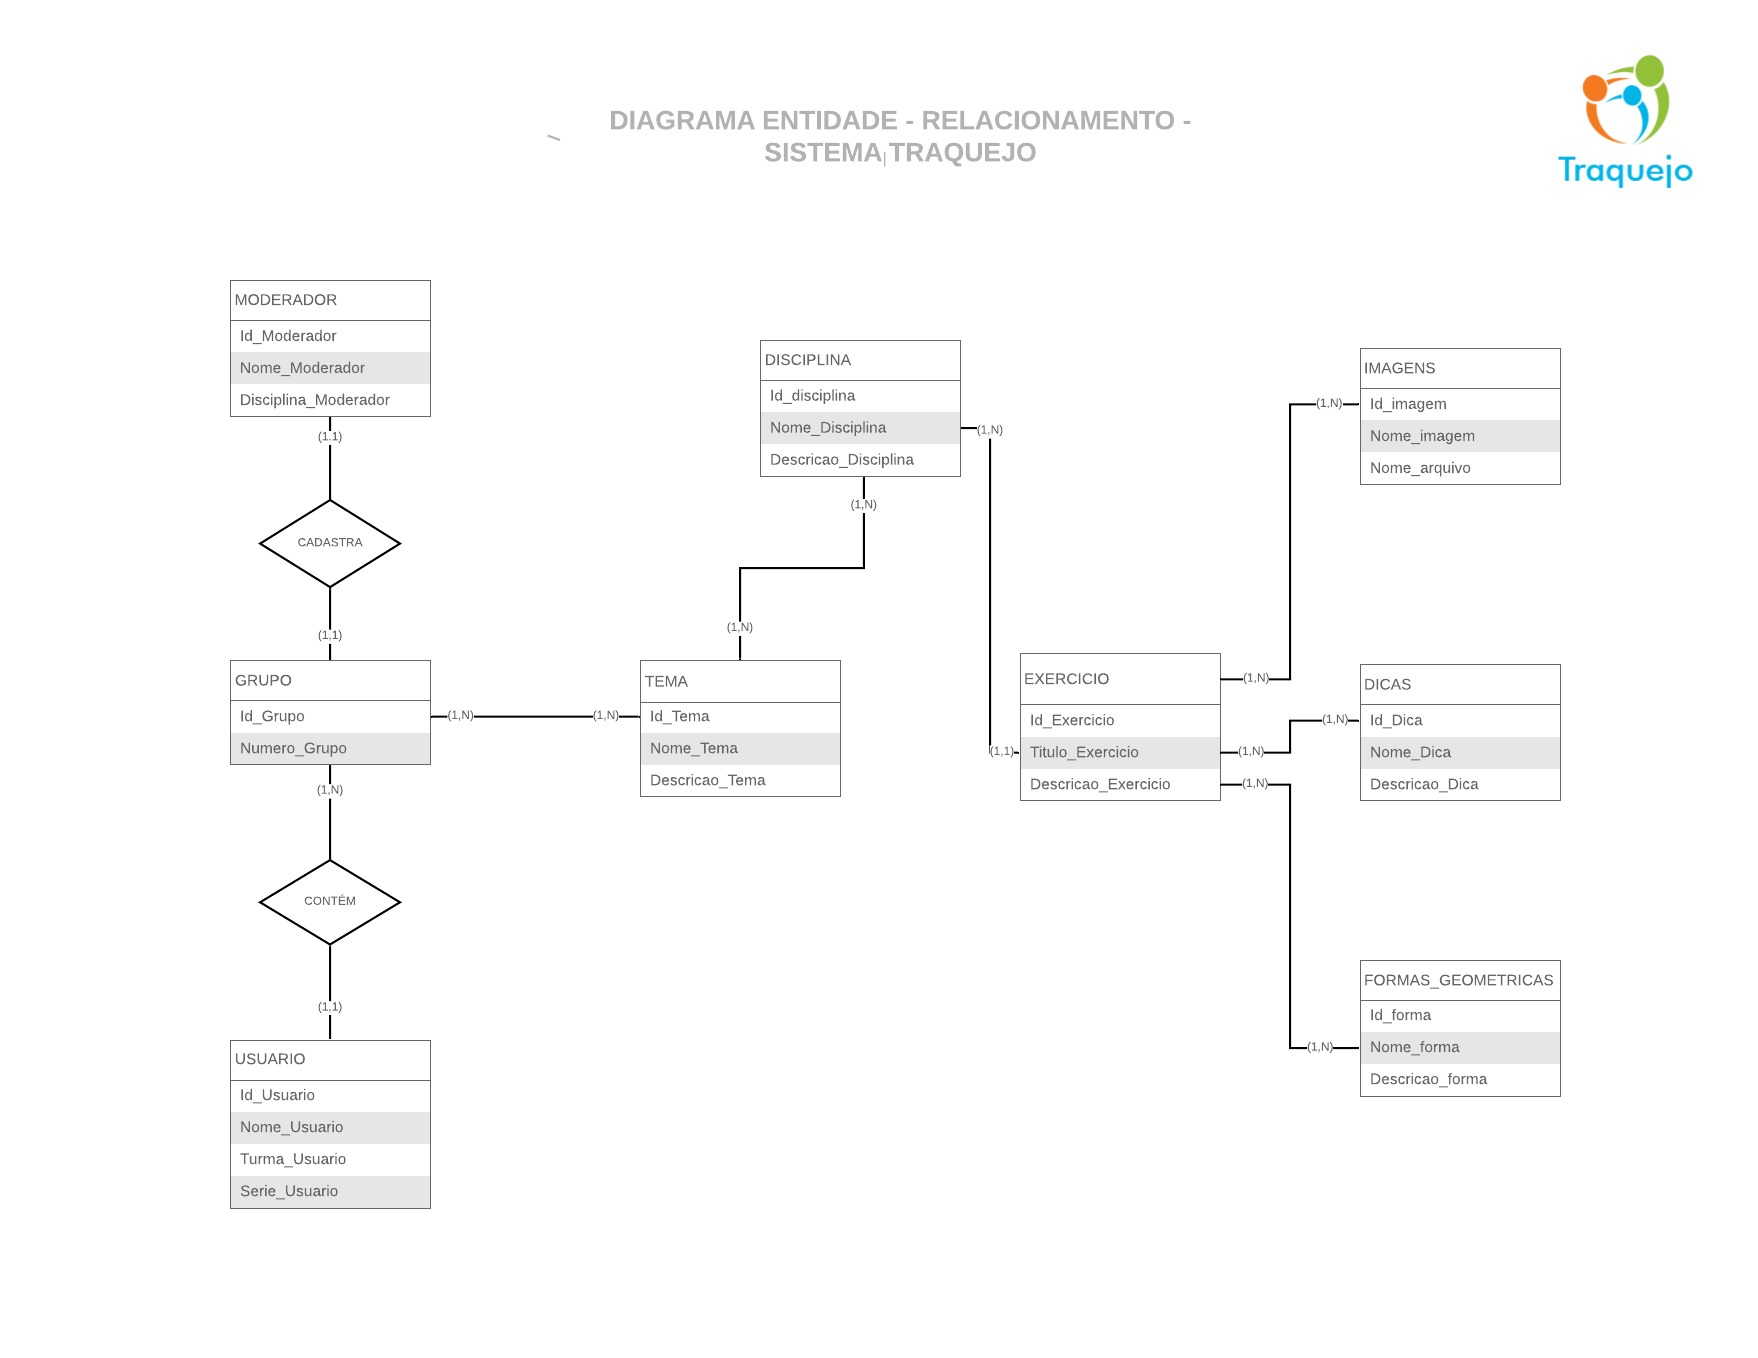 DIAGRAMA ENTIDADE - RELACIONAMENTO -
SISTEMA TRAQUEJO
Traquejo
MODERADOR
Id_Moderador
Nome_Moderador
Disciplina_Moderador
(1.1)
CADASTRA
(1,1)
GRUPO
Id_Grupo
Numero_Grupo
(1,N)
CONTÉM
(1,1)
USUARIO
Id_Usuario
Nome_Usuario
Turma_Usuario
Serie_Usuario
(1,N)
(1,N)
TEMA
Id_Tema
Nome_Tema
Descricao_Tema
(1,N)
(1,N)
DISCIPLINA
Id_disciplina
Nome_Disciplina
Descricao_Disciplina
(1,N)
(1,1)
EXERCICIO
Id_Exercicio
Titulo_Exercicio
Descricao_Exercicio
(1,N)
(1,N)
(1,N)
(1,N)
IMAGENS
Id_imagem
Nome_imagem
Nome_arquivo
(1,N)
DICAS
Id_Dica
Nome_Dica
Descricao_Dica
(1,N)
FORMAS_GEOMETRICAS
Id_forma
Nome_forma
Descricao_forma